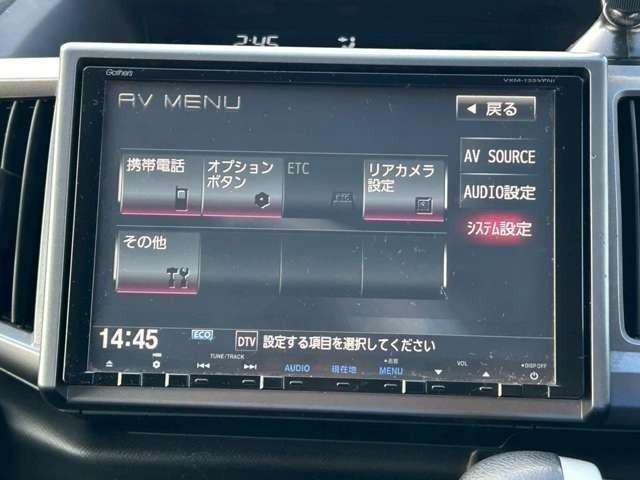 2:45
Gathers
AV MENU
戻る
携帯電話
オプション
ボタン
ETC
リアカメラ
設定
AV SOURCE
AUDIO設定
システム設定
その他
14:45
ECO
DTV 設定する項目を選択してください
TUNE/TRACK
AUDIO
現在地
MENU
VOL
DISP OFF